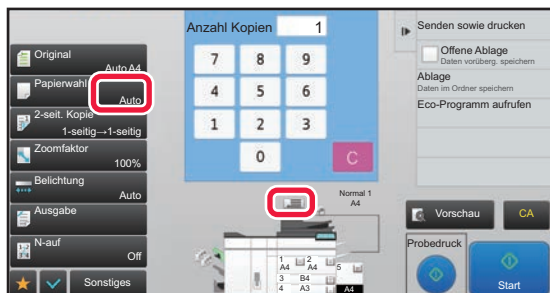 Original
Auto A4
Papierwahl
Auto
2-seit. Kopie
1-seitig→1-seitig
Zoomfaktor
100%
Belichtung
Auto
Ausgabe
N-auf
Off
Sonstiges
Anzahl Kopien 1
7 8 9
4 5 6
1 2 3
0 C
Normal 1
A4
1 A4 2 A4 5
3 B4
4 A3 A4
Senden sowie drucken
Offene Ablage
Daten vorüberg. speichern
Ablage
Daten im Ordner speichern
Eco-Programm aufrufen
Vorschau CA
Probedruck
Start